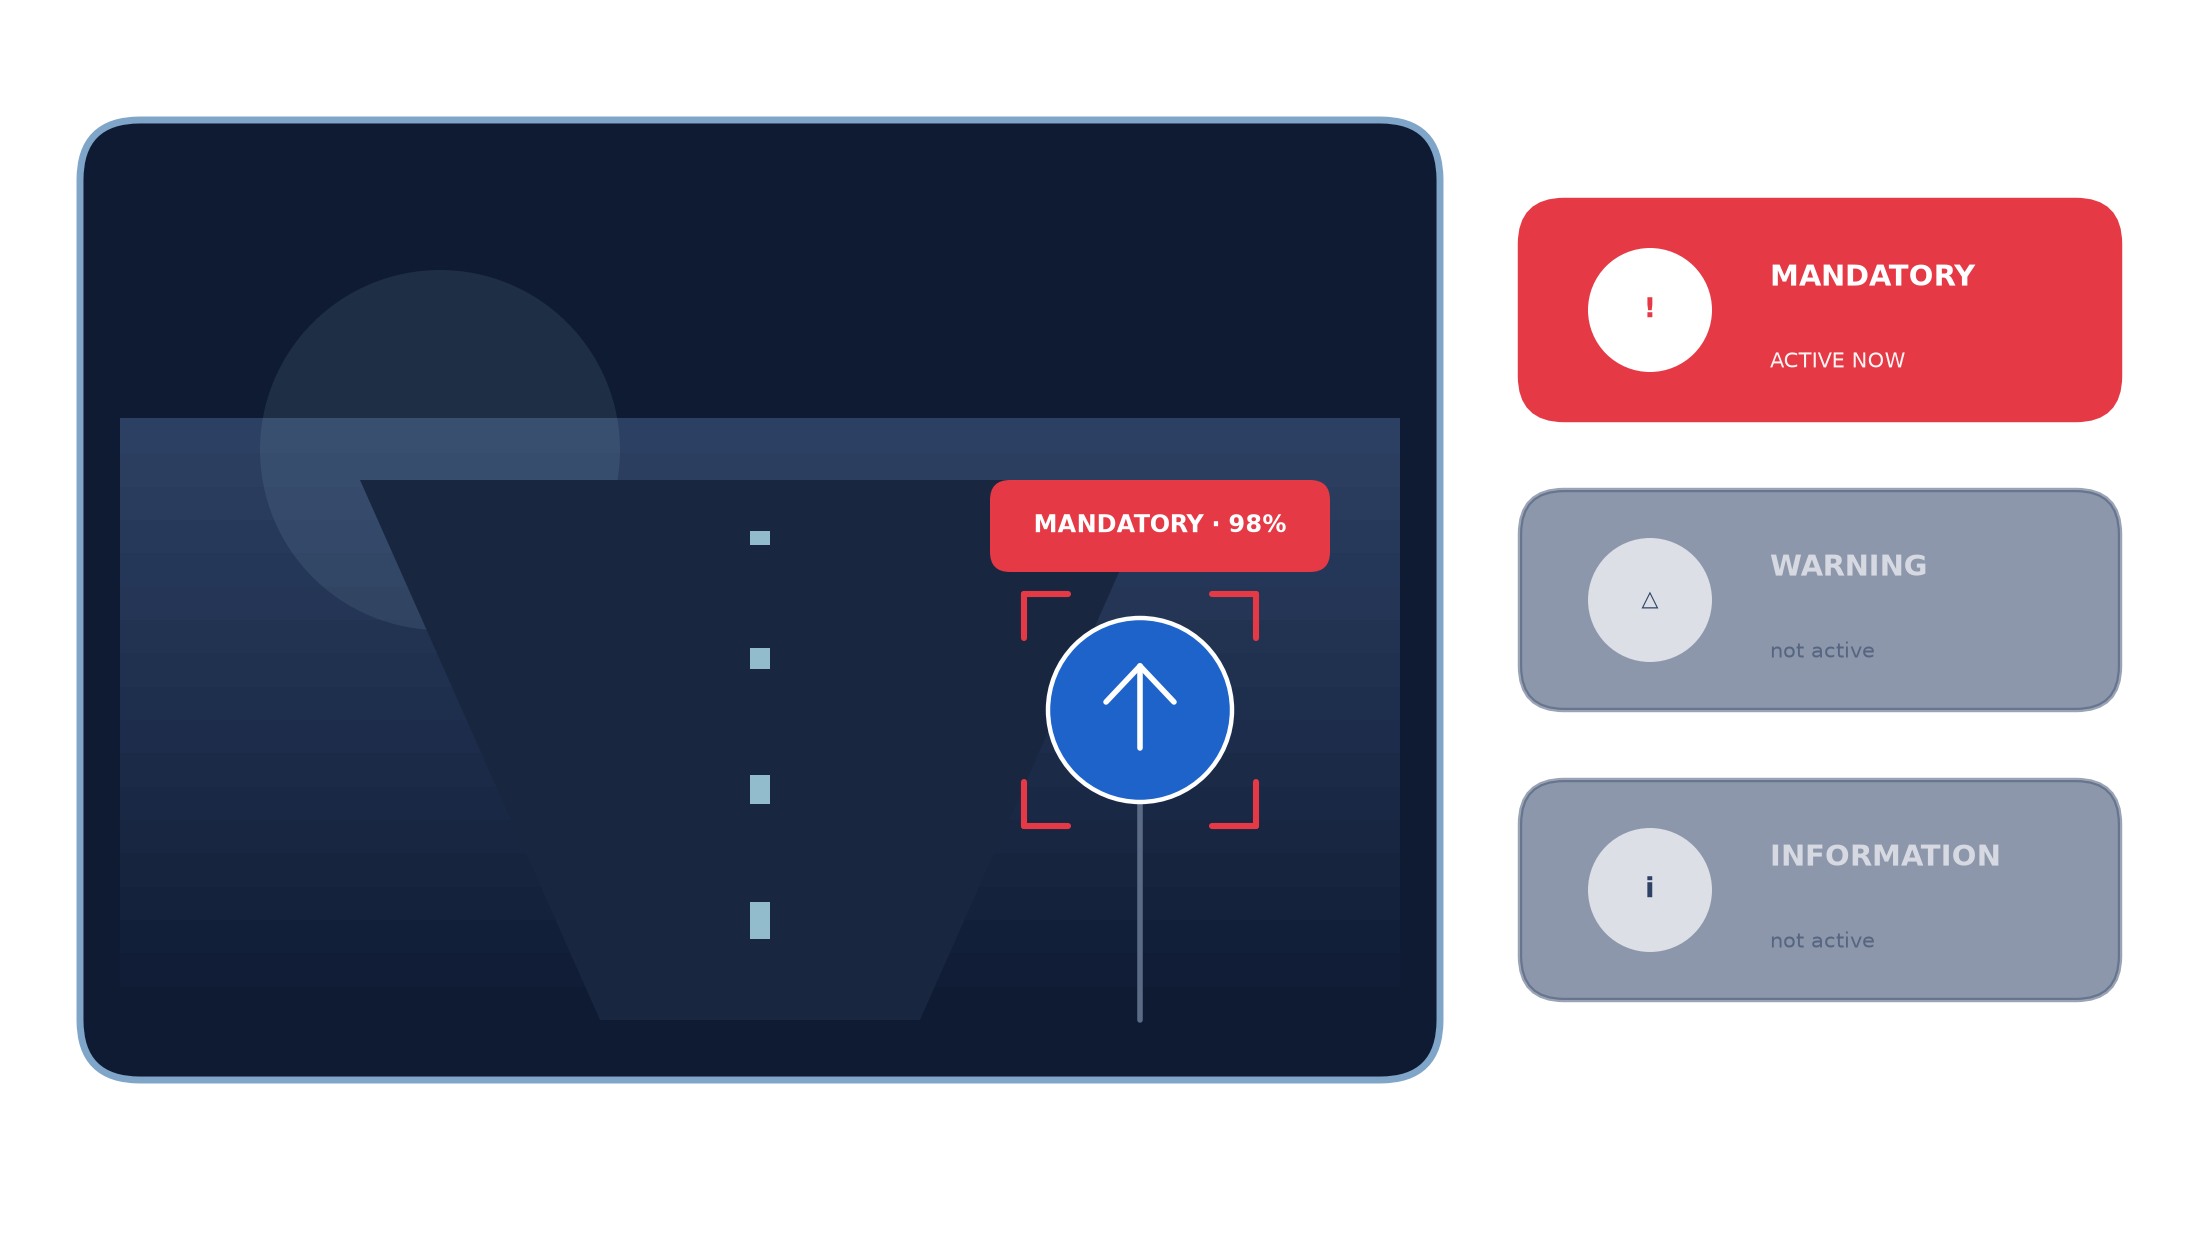 MANDATORY · 98%
!
MANDATORY
ACTIVE NOW
△
WARNING
not active
i
INFORMATION
not active